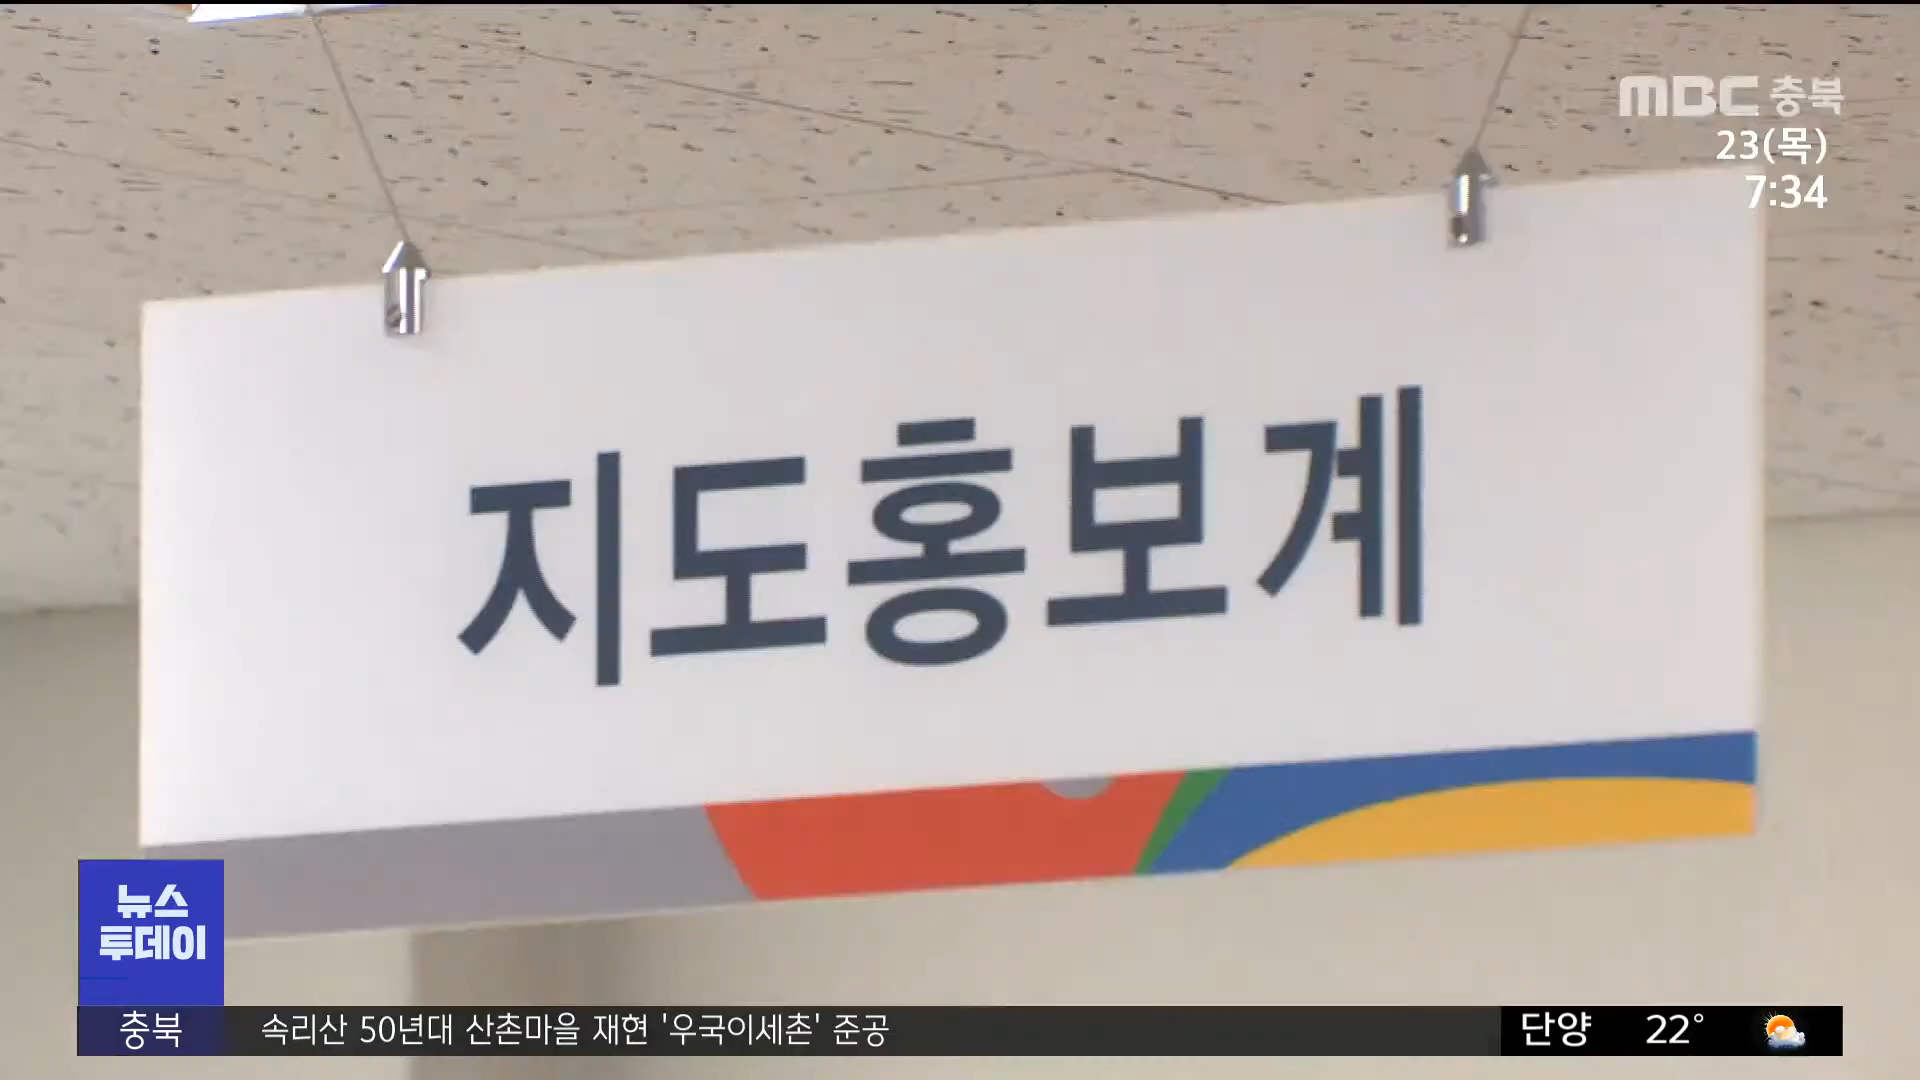 MBC 충북
23(목)
7:34
지도홍보계
뉴스
투데이
충북 속리산 50년대 산촌마을 재현 '우국이세촌' 준공 단양 22°